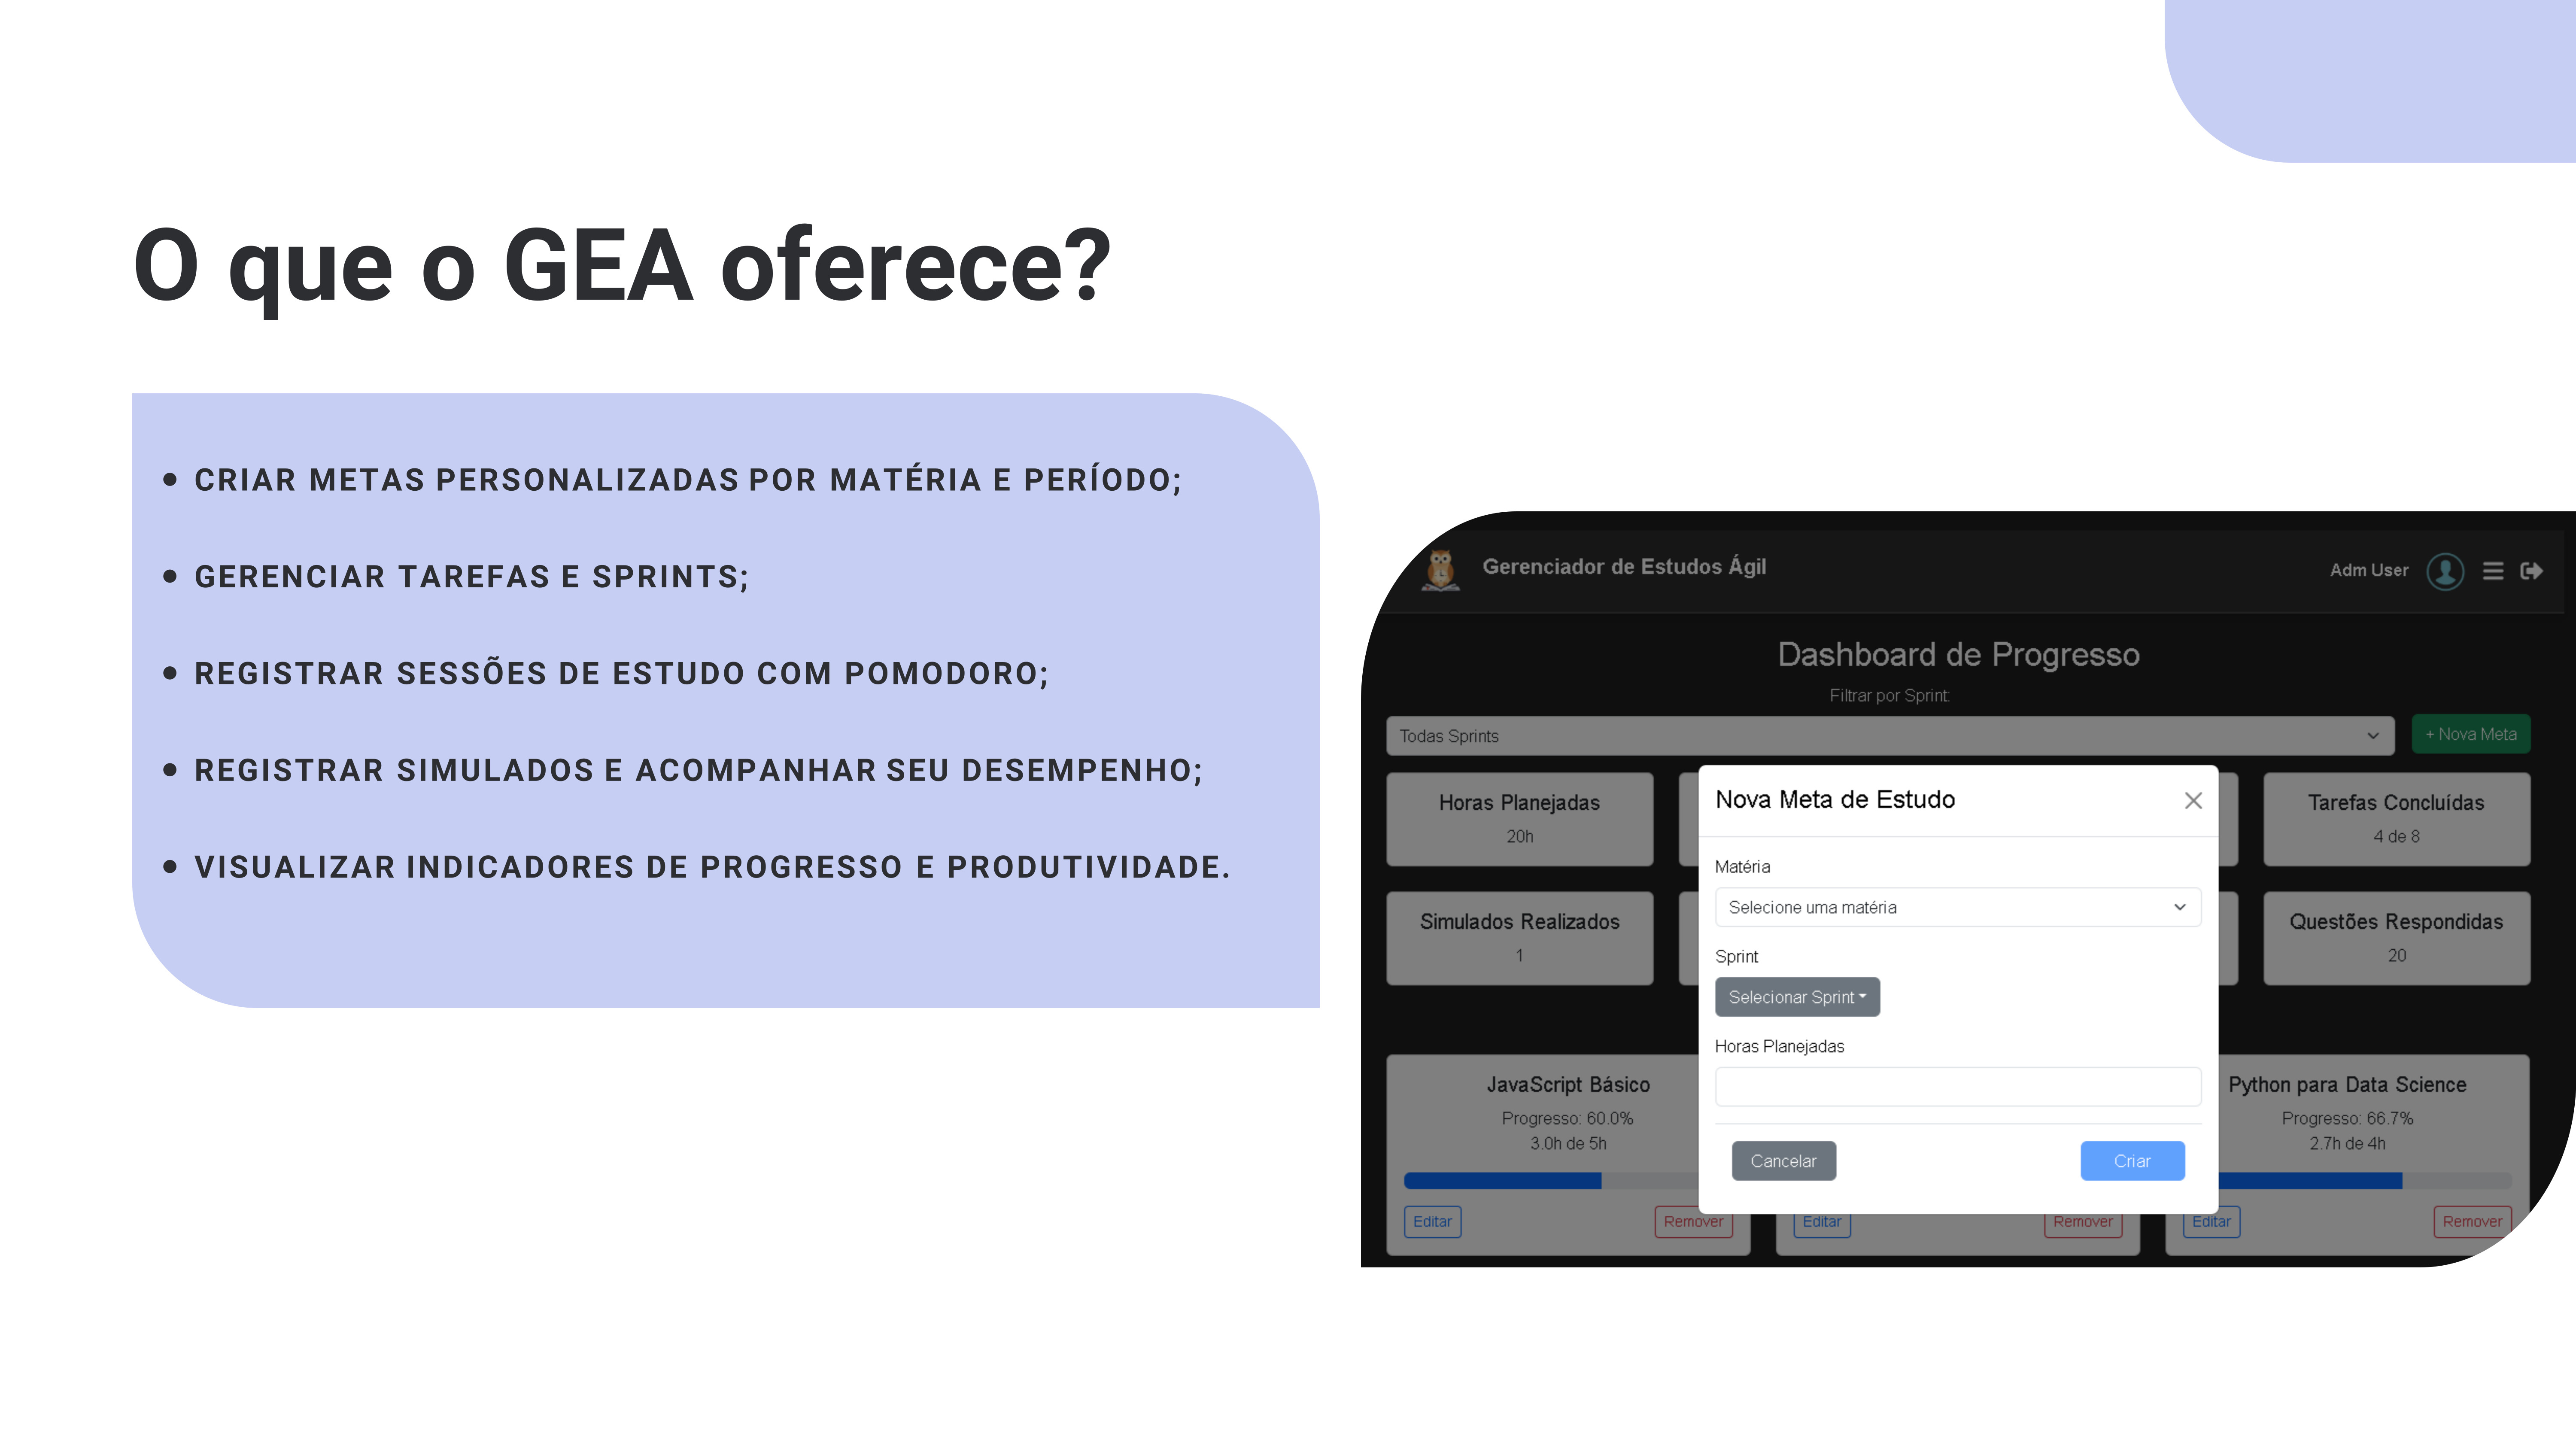 O que o GEA oferece?
• CRIAR METAS PERSONALIZADAS POR MATÉRIA E PERÍODO;
• GERENCIAR TAREFAS E SPRINTS;
• REGISTRAR SESSÕES DE ESTUDO COM POMODORO;
• REGISTRAR SIMULADOS E ACOMPANHAR SEU DESEMPENHO;
• VISUALIZAR INDICADORES DE PROGRESSO E PRODUTIVIDADE.
Gerenciador de Estudos Ágil
Adm User
Dashboard de Progresso
Filtrar por Sprint:
Todas Sprints
+ Nova Meta
Horas Planejadas
20h
Tarefas Concluídas
4 de 8
Simulados Realizados
1
Questões Respondidas
20
Nova Meta de Estudo
Matéria
Selecione uma matéria
Sprint
Selecionar Sprint
Horas Planejadas
Cancelar
Criar
JavaScript Básico
Progresso: 60.0%
3.0h de 5h
Editar
Remover
Editar
Remover
Python para Data Science
Progresso: 66.7%
2.7h de 4h
Editar
Remover